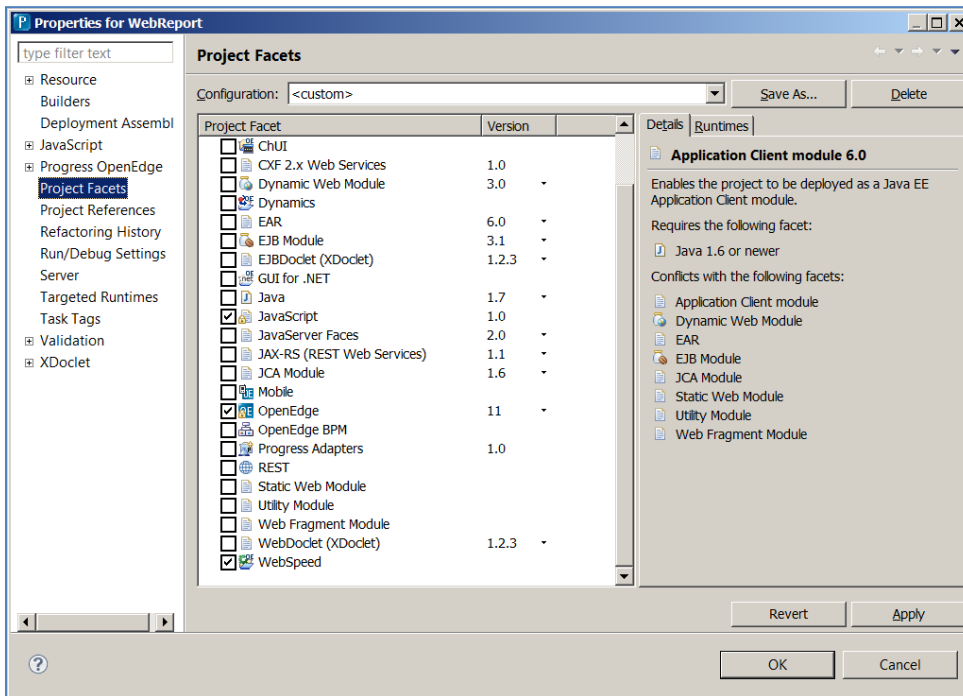 Properties for WebReport
type filter text
Resource
Builders
Deployment Assembl
JavaScript
Progress OpenEdge
Project Facets
Project References
Refactoring History
Run/Debug Settings
Server
Targeted Runtimes
Task Tags
Validation
XDoclet
Project Facets
Configuration: <custom> Save As... Delete
Project Facet Version
ChUI
CXF 2.x Web Services 1.0
Dynamic Web Module 3.0
Dynamics
EAR 6.0
EJB Module 3.1
EJBDoclet (XDoclet) 1.2.3
GUI for .NET
Java 1.7
JavaScript 1.0
JavaServer Faces 2.0
JAX-RS (REST Web Services) 1.1
JCA Module 1.6
Mobile
OpenEdge 11
OpenEdge BPM
Progress Adapters 1.0
REST
Static Web Module
Utility Module
Web Fragment Module
WebDoclet (XDoclet) 1.2.3
WebSpeed
Details Runtimes
Application Client module 6.0
Enables the project to be deployed as a Java EE
Application Client module.
Requires the following facet:
Java 1.6 or newer
Conflicts with the following facets:
Application Client module
Dynamic Web Module
EAR
EJB Module
JCA Module
Static Web Module
Utility Module
Web Fragment Module
Revert Apply
OK Cancel